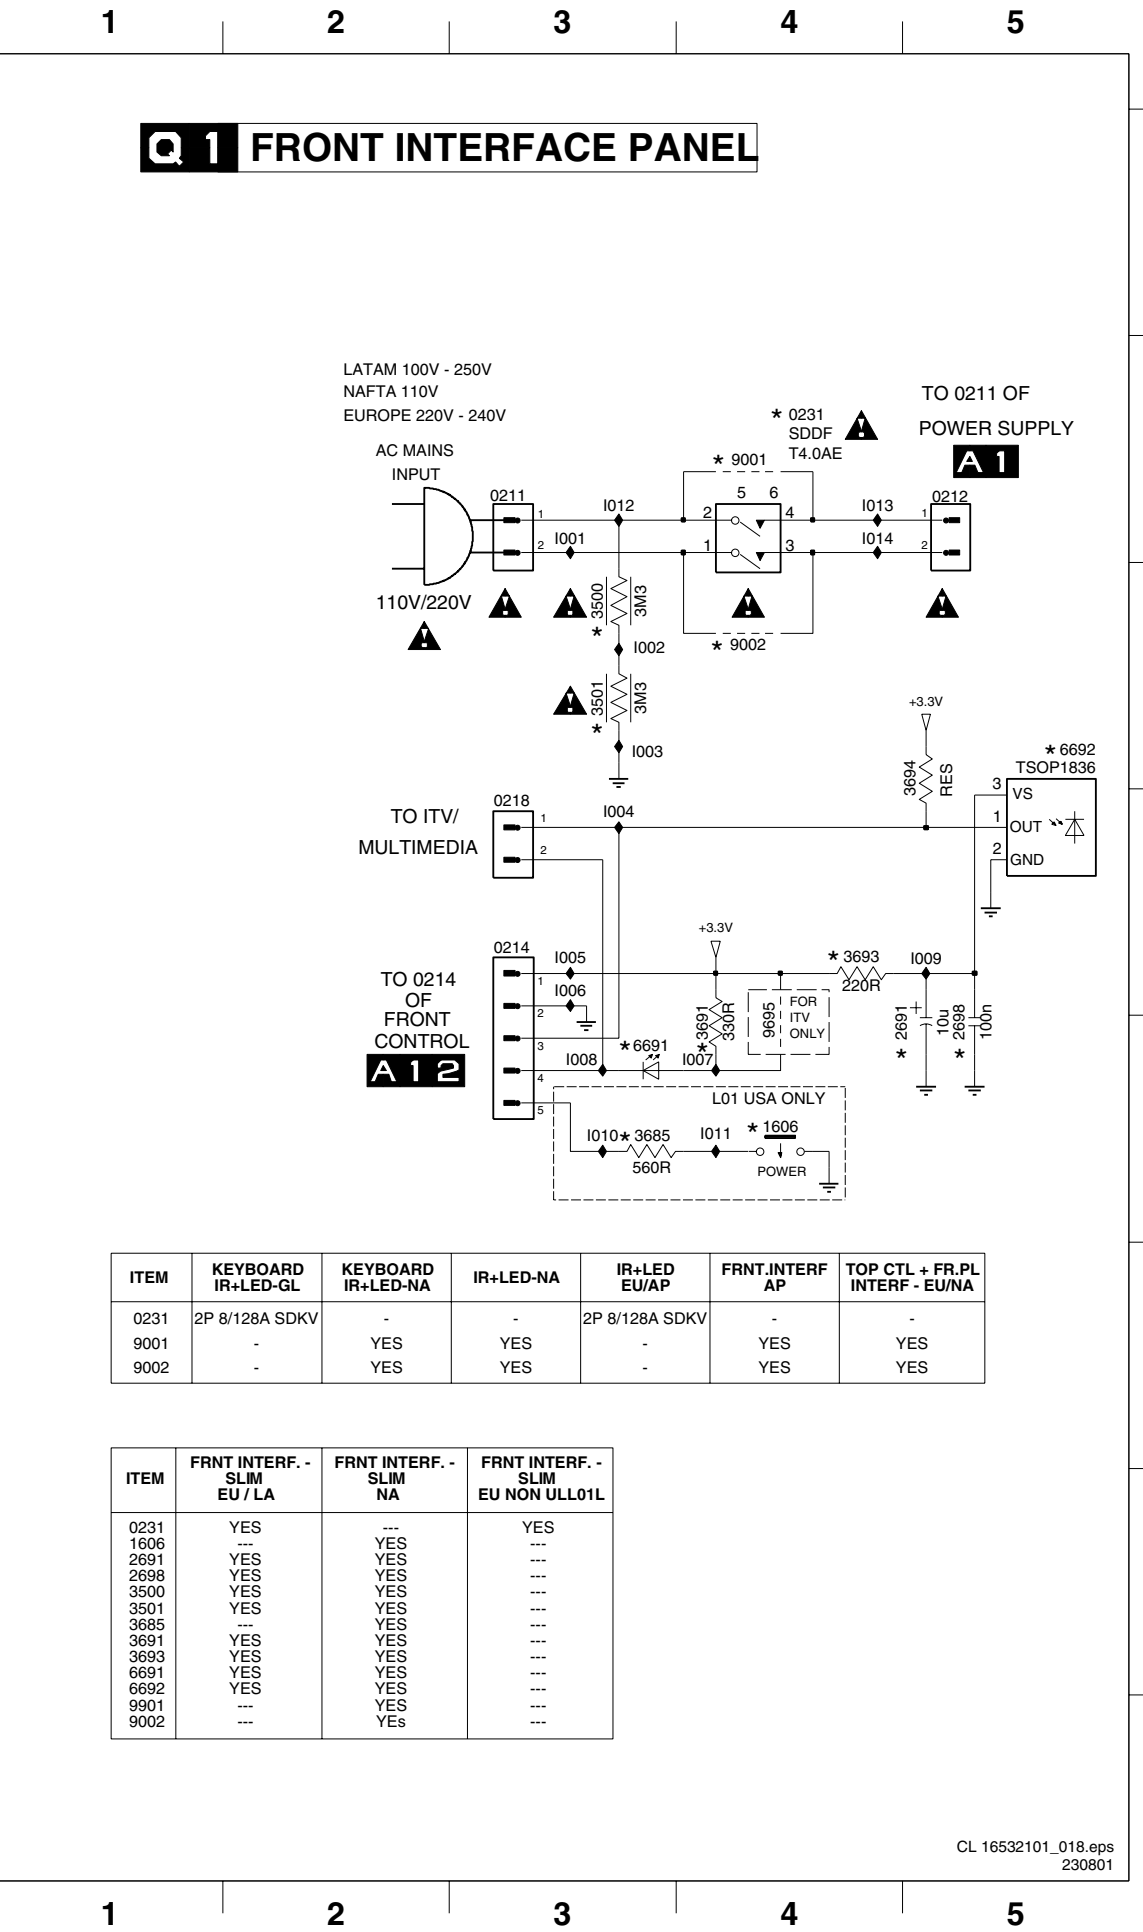 1 2 3 4 5
Q 1 FRONT INTERFACE PANEL
LATAM 100V - 250V
NAFTA 110V
EUROPE 220V - 240V
AC MAINS
INPUT
110V/220V
* 0231
SDDF
T4.0AE
TO 0211 OF
POWER SUPPLY
A 1
* 9001
0211
1
2
I012
I001
5 6
2 4
1 3
I013
I014
0212
1
2
* 3500
3M3
I002
* 9002
* 3501
3M3
I003
+3.3V
3694
RES
* 6692
TSOP1836
3 VS
1 OUT
2 GND
TO ITV/
MULTIMEDIA
0218
1
2
I004
+3.3V
0214
1
2
3
4
5
I005
I006
TO 0214
OF
FRONT
CONTROL
A 1 2
I008
* 6691
I007
* 3691
330R
9695
FOR
ITV
ONLY
* 3693
220R
I009
* 2691
+
10u
* 2698
100n
L01 USA ONLY
I010
* 3685
560R
I011
* 1606
POWER
ITEM KEYBOARD IR+LED-GL KEYBOARD IR+LED-NA IR+LED-NA IR+LED EU/AP FRNT.INTERF AP TOP CTL + FR.PL INTERF - EU/NA
0231 2P 8/128A SDKV - - 2P 8/128A SDKV - -
9001 - YES YES - YES YES
9002 - YES YES - YES YES
ITEM FRNT INTERF. - SLIM EU / LA FRNT INTERF. - SLIM NA FRNT INTERF. - SLIM EU NON ULL01L
0231 YES --- YES
1606 --- YES ---
2691 YES YES ---
2698 YES YES ---
3500 YES YES ---
3501 YES YES ---
3685 --- YES ---
3691 YES YES ---
3693 YES YES ---
6691 YES YES ---
6692 YES YES ---
9901 --- YES ---
9002 --- YEs ---
CL 16532101_018.eps
230801
1 2 3 4 5